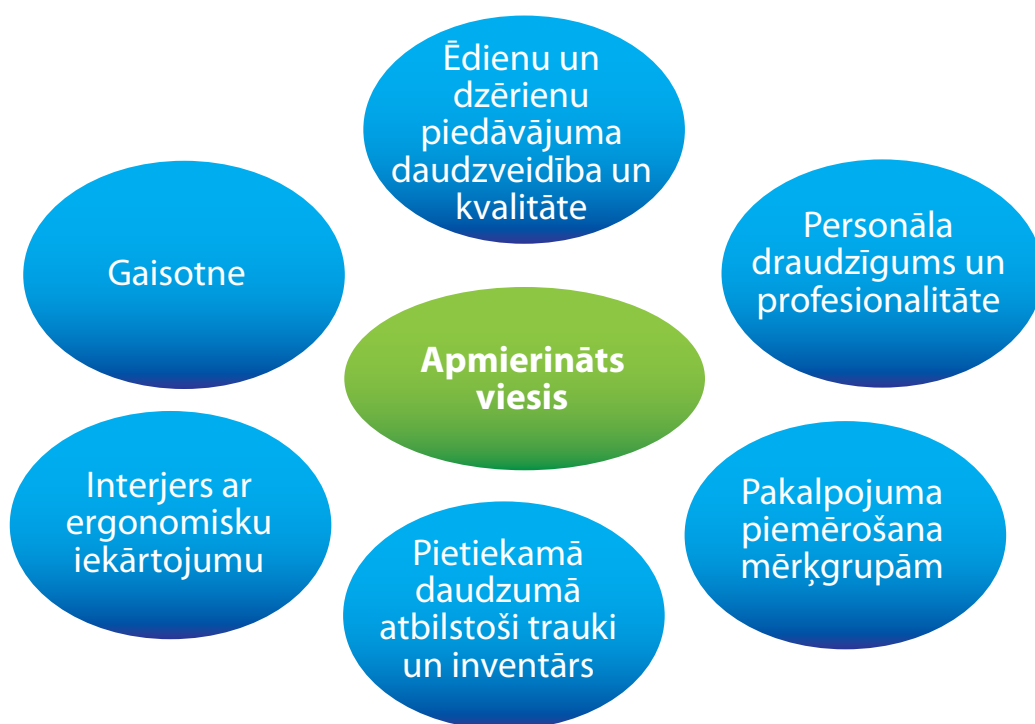 Ēdienu un
dzērienu
piedāvājuma
daudzveidība un
kvalitāte
Personāla
draudzīgums un
profesionalitāte
Gaisotne
Apmierināts
viesis
Interjers ar
ergonomisku
iekārtojumu
Pietiekamā
daudzumā
atbilstoši trauki
un inventārs
Pakalpojuma
piemērošana
mērķgrupām